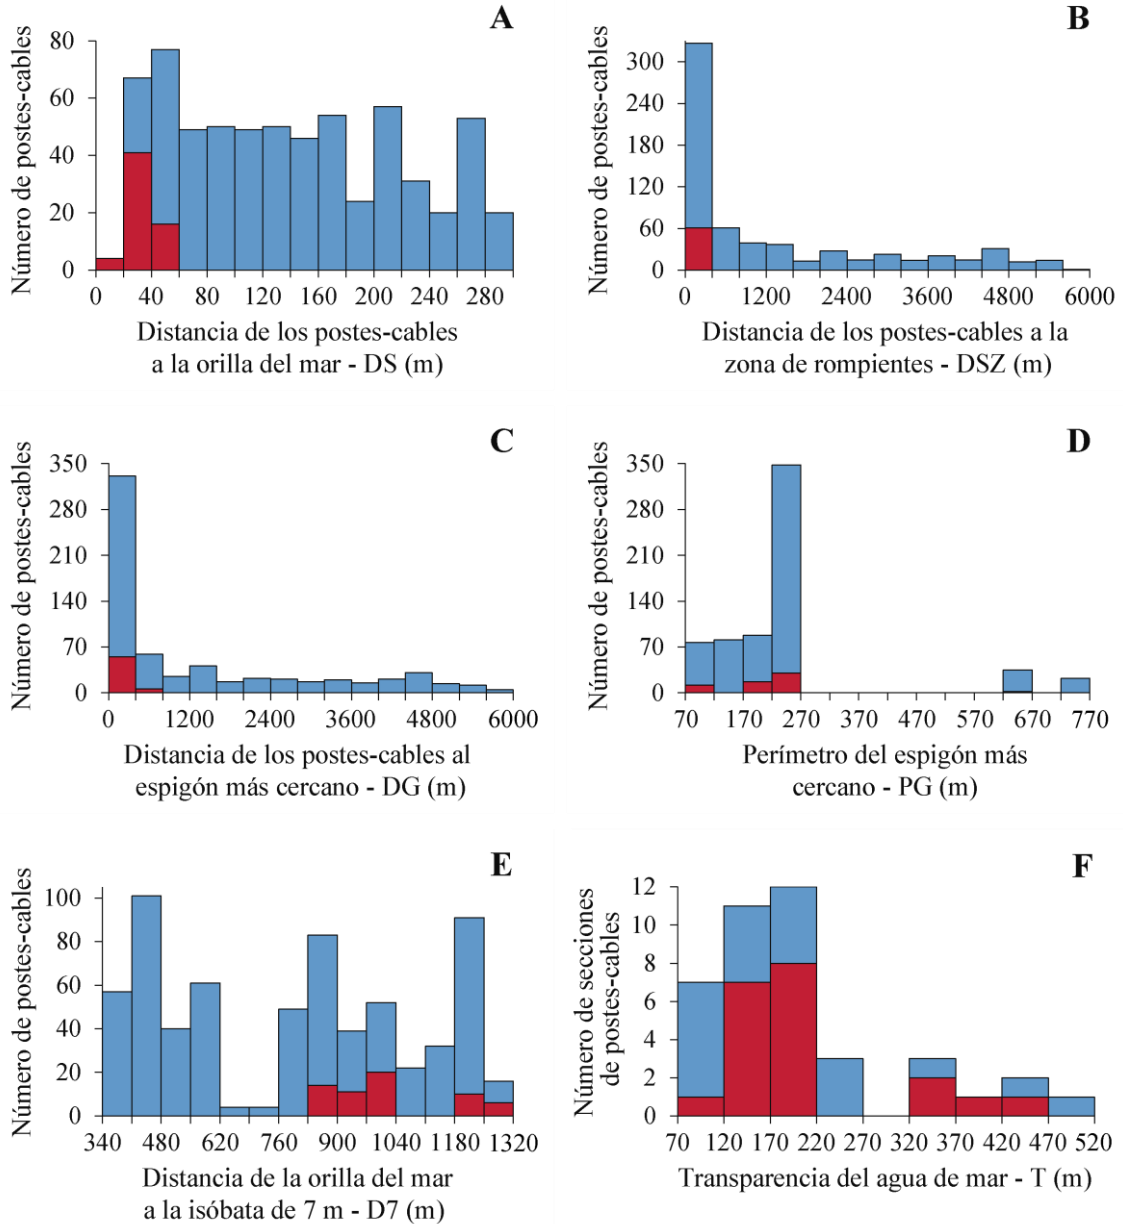 A
Número de postes-cables
80
60
40
20
0
0 40 80 120 160 200 240 280
Distancia de los postes-cables
a la orilla del mar - DS (m)
B
Número de postes-cables
300
240
180
120
60
0
0 1200 2400 3600 4800 6000
Distancia de los postes-cables a la
zona de rompientes - DSZ (m)
C
Número de postes-cables
350
280
210
140
70
0
0 1200 2400 3600 4800 6000
Distancia de los postes-cables al
espigón más cercano - DG (m)
D
Número de postes-cables
350
280
210
140
70
0
70 170 270 370 470 570 670 770
Perímetro del espigón más
cercano - PG (m)
E
Número de postes-cables
100
80
60
40
20
0
340 480 620 760 900 1040 1180 1320
Distancia de la orilla del mar
a la isóbata de 7 m - D7 (m)
F
Número de secciones
de postes-cables
12
10
8
6
4
2
0
70 120 170 220 270 320 370 420 470 520
Transparencia del agua de mar - T (m)